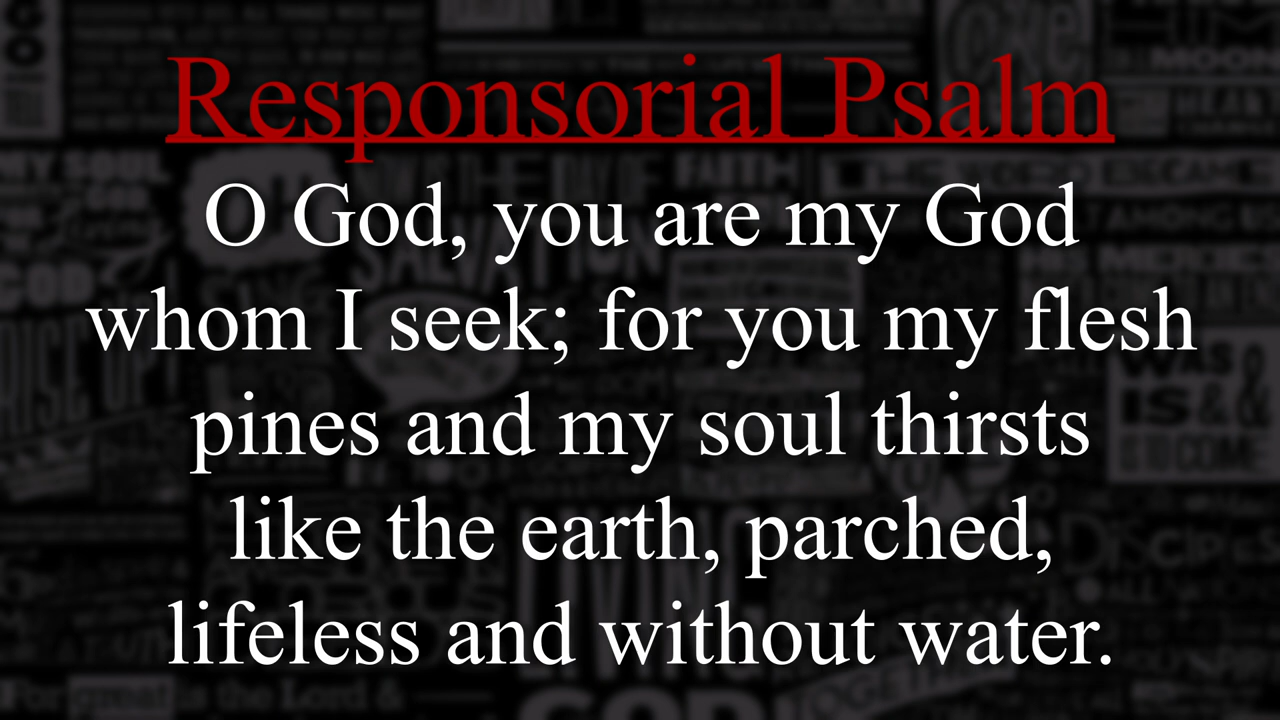 Responsorial Psalm
O God, you are my God
whom I seek; for you my flesh
pines and my soul thirsts
like the earth, parched,
lifeless and without water.